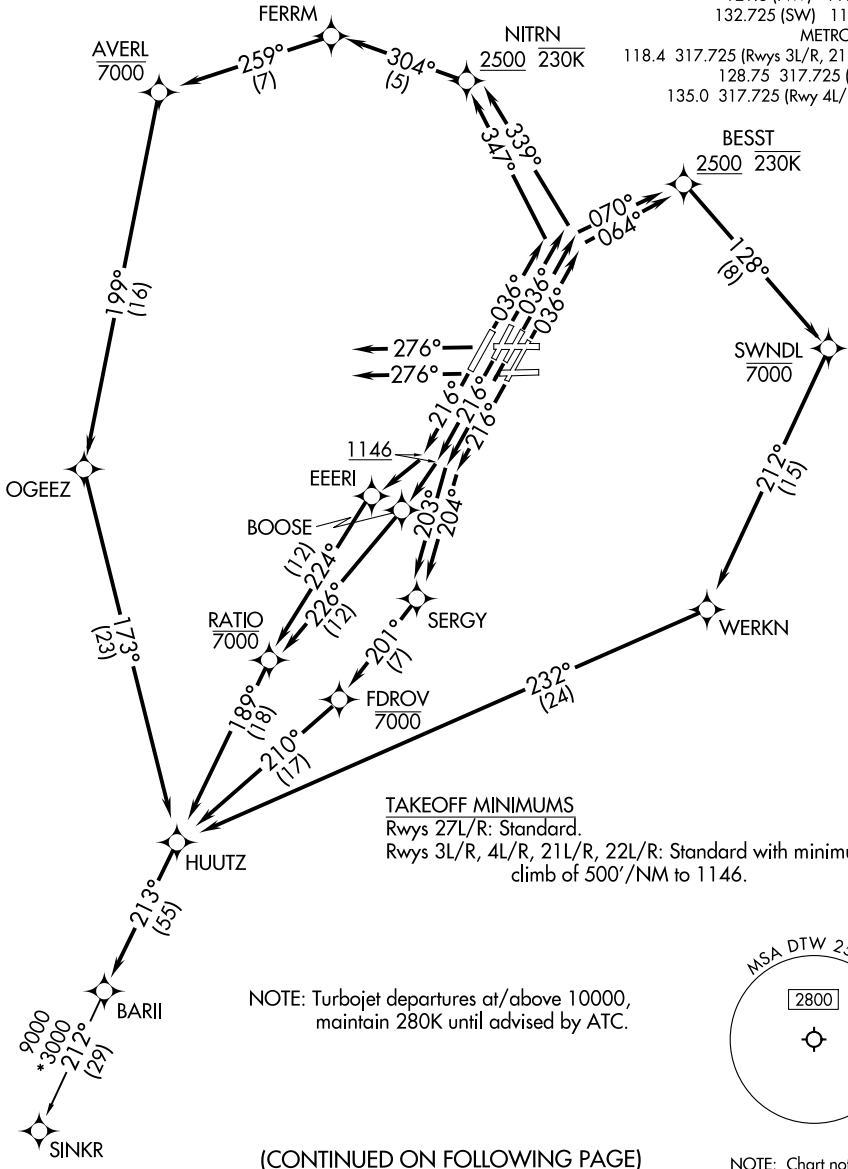 132.725 (SW)
METRO
118.4 317.725 (Rwys 3L/R, 21
128.75 317.725 (
135.0 317.725 (Rwy 4L/
FERRM
AVERL
7000
259°
(7)
304°
(5)
NITRN
2500 230K
347°
339°
BESST
2500 230K
070°
064°
128°
(8)
199°
(16)
036°
036°
036°
276°
276°
SWNDL
7000
216°
216°
216°
1146
212°
(15)
OGEEZ
EEERI
BOOSE
203°
204°
(12)
224°
226°
(12)
SERGY
WERKN
RATIO
7000
173°
(23)
201°
(7)
FDROV
7000
232°
(24)
189°
(18)
210°
(17)
TAKEOFF MINIMUMS
Rwys 27L/R: Standard.
Rwys 3L/R, 4L/R, 21L/R, 22L/R: Standard with minimu
climb of 500'/NM to 1146.
HUUTZ
213°
(55)
MSA DTW 25
2800
BARII
NOTE: Turbojet departures at/above 10000,
maintain 280K until advised by ATC.
9000
*3000
212°
(29)
SINKR
(CONTINUED ON FOLLOWING PAGE)
NOTE: Chart not